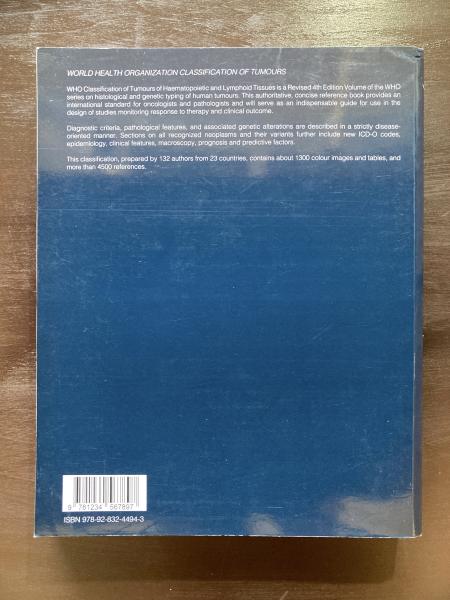 WORLD HEALTH ORGANIZATION CLASSIFICATION OF TUMOURS
WHO Classification of Tumours of Haematopoietic and Lymphoid Tissues is a Revised 4th Edition Volume of the WHO
series on histological and genetic typing of human tumours. This authoritative, concise reference book provides an
international standard for oncologists and pathologists and will serve as an indispensable guide for use in the
design of studies monitoring response to therapy and clinical outcome.
Diagnostic criteria, pathological features, and associated genetic alterations are described in a strictly disease-
oriented manner. Sections on all recognized neoplasms and their variants further include new ICD-O codes,
epidemiology, clinical features, macroscopy, prognosis and predictive factors.
This classification, prepared by 132 authors from 23 countries, contains about 1300 colour images and tables, and
more than 4500 references.
9 781234 567897
ISBN 978-92-832-4494-3